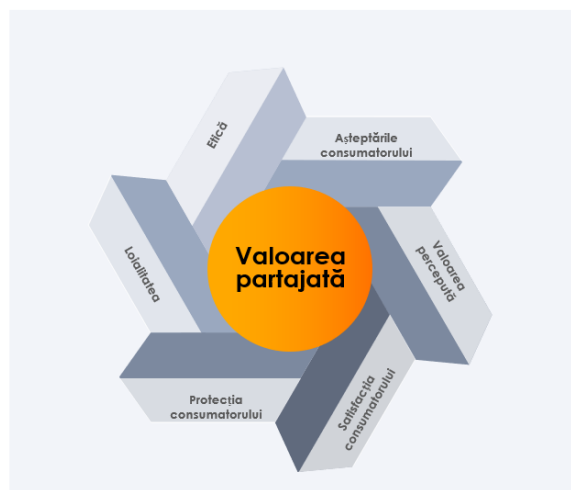 Etică
Așteptările
consumatorului
Valoarea
percepută
Valoarea
partajată
Loialitatea
Satisfacția
consumatorului
Protecția
consumatorului